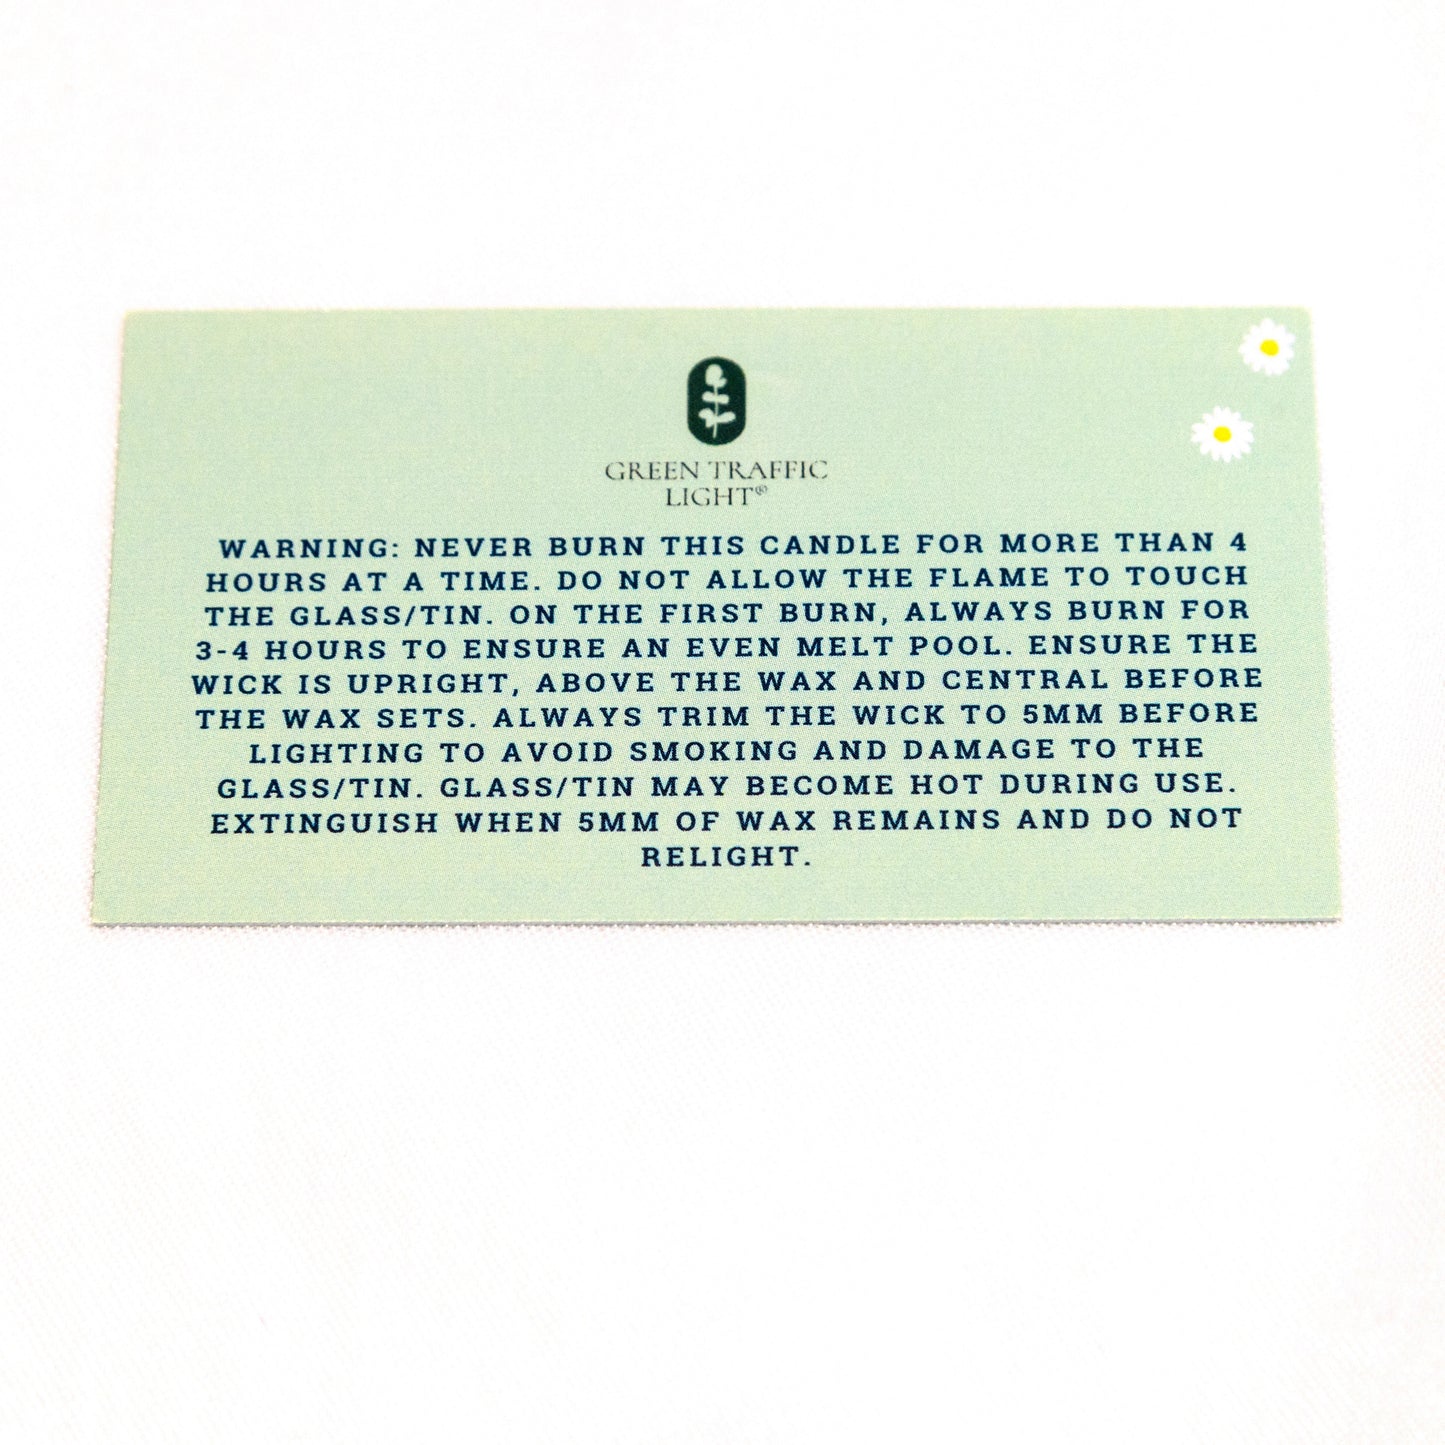 GREEN TRAFFIC
LIGHT®
WARNING: NEVER BURN THIS CANDLE FOR MORE THAN 4
HOURS AT A TIME. DO NOT ALLOW THE FLAME TO TOUCH
THE GLASS/TIN. ON THE FIRST BURN, ALWAYS BURN FOR
3-4 HOURS TO ENSURE AN EVEN MELT POOL. ENSURE THE
WICK IS UPRIGHT, ABOVE THE WAX AND CENTRAL BEFORE
THE WAX SETS. ALWAYS TRIM THE WICK TO 5MM BEFORE
LIGHTING TO AVOID SMOKING AND DAMAGE TO THE
GLASS/TIN. GLASS/TIN MAY BECOME HOT DURING USE.
EXTINGUISH WHEN 5MM OF WAX REMAINS AND DO NOT
RELIGHT.